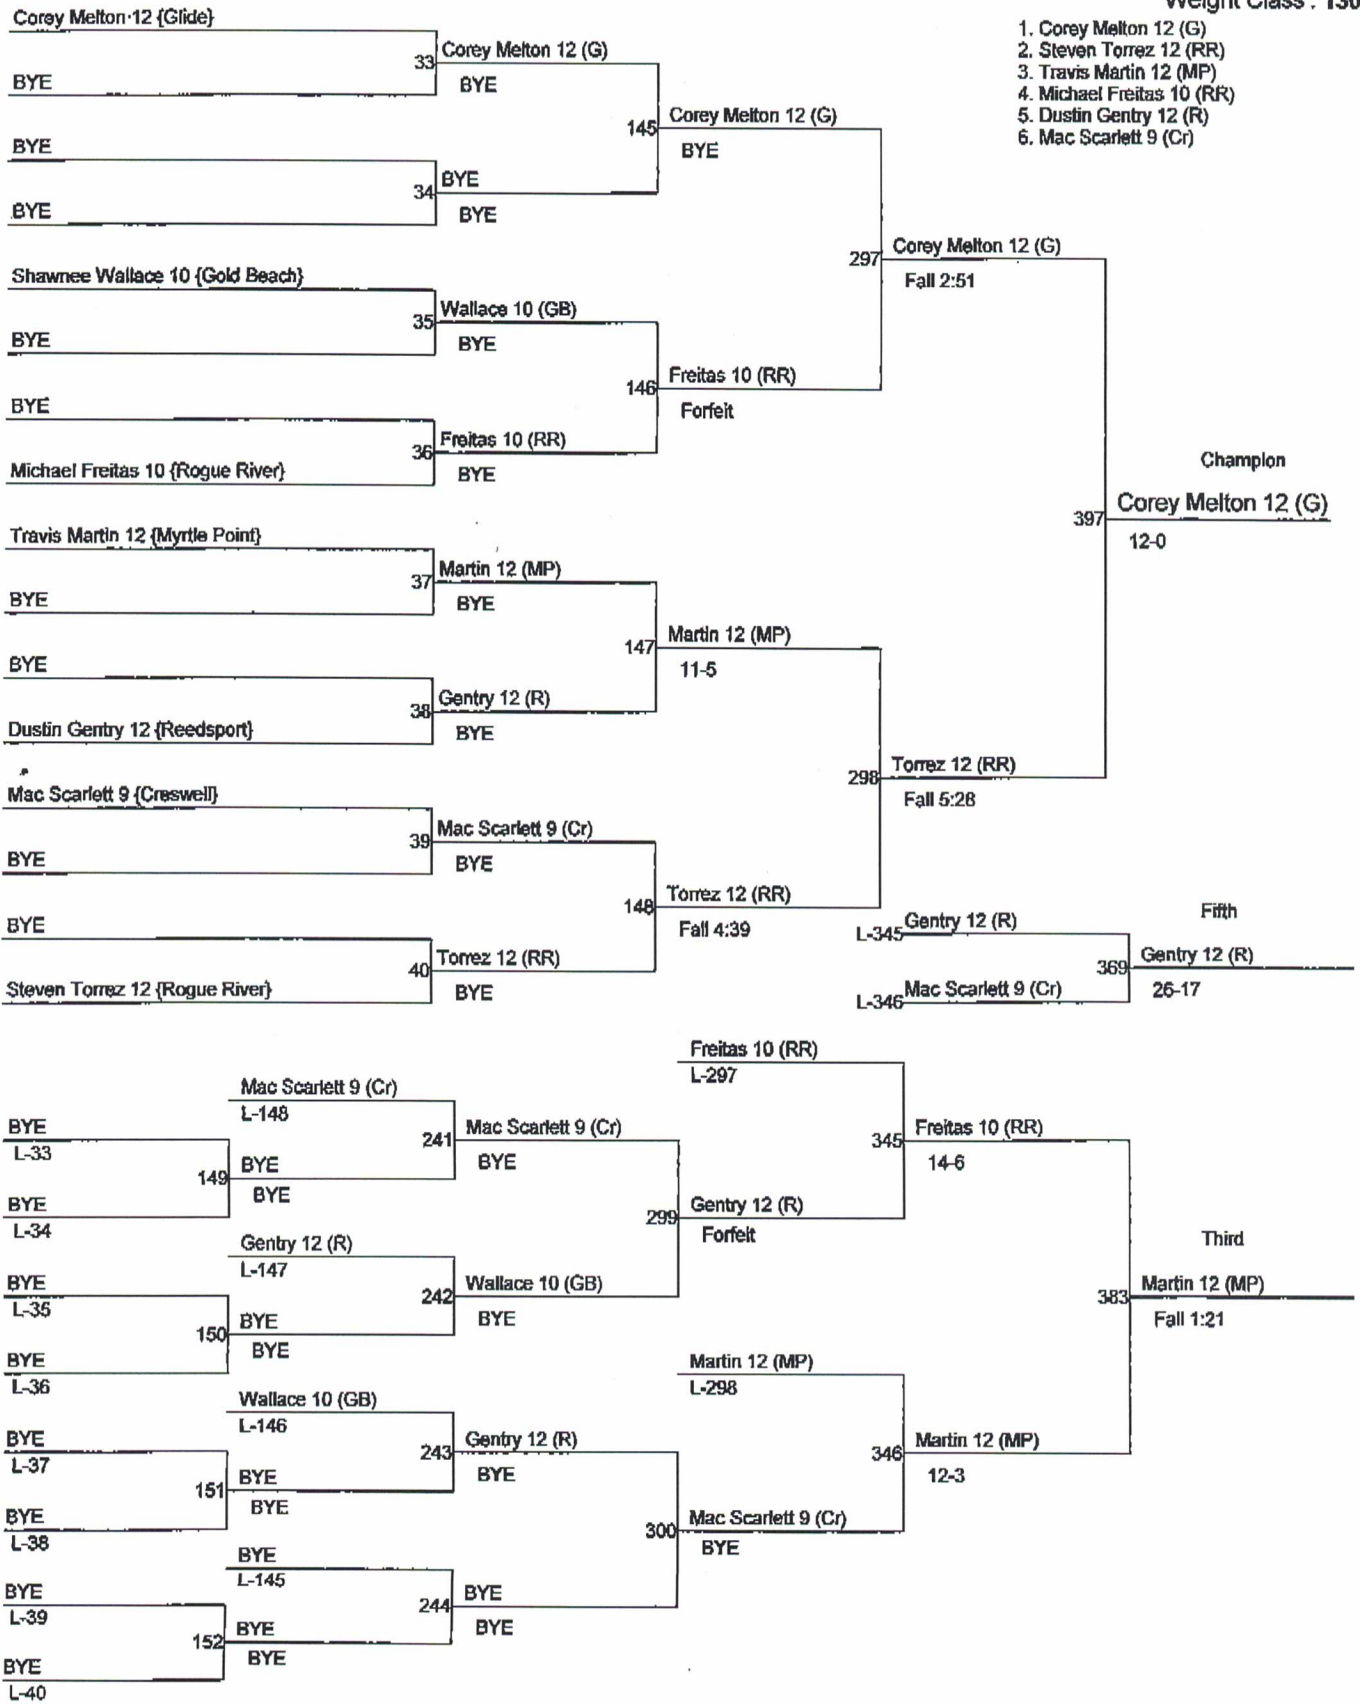 Weight Class : 130
1. Corey Melton 12 (G)
2. Steven Torrez 12 (RR)
3. Travis Martin 12 (MP)
4. Michael Freitas 10 (RR)
5. Dustin Gentry 12 (R)
6. Mac Scarlett 9 (Cr)
Corey Melton 12 {Glide}
33 Corey Melton 12 (G)
BYE
BYE
145 Corey Melton 12 (G)
BYE
BYE
34 BYE
BYE
BYE
297 Corey Melton 12 (G)
Fall 2:51
Shawnee Wallace 10 {Gold Beach}
35 Wallace 10 (GB)
BYE
BYE
146 Freitas 10 (RR)
Forfeit
BYE
36 Freitas 10 (RR)
BYE
Michael Freitas 10 {Rogue River}
Champion
397 Corey Melton 12 (G)
12-0
Travis Martin 12 {Myrtle Point}
37 Martin 12 (MP)
BYE
BYE
147 Martin 12 (MP)
11-5
BYE
38 Gentry 12 (R)
BYE
Dustin Gentry 12 {Reedsport}
298 Torrez 12 (RR)
Fall 5:28
Mac Scarlett 9 {Creswell}
39 Mac Scarlett 9 (Cr)
BYE
BYE
148 Torrez 12 (RR)
Fall 4:39
BYE
40 Torrez 12 (RR)
BYE
Steven Torrez 12 {Rogue River}
Fifth
L-345 Gentry 12 (R)
369 Gentry 12 (R)
26-17
L-346 Mac Scarlett 9 (Cr)
Freitas 10 (RR)
L-297
Mac Scarlett 9 (Cr)
L-148
BYE
L-33
241 Mac Scarlett 9 (Cr)
BYE
345 Freitas 10 (RR)
14-6
149 BYE
BYE
BYE
L-34
299 Gentry 12 (R)
Forfeit
Gentry 12 (R)
L-147
Third
BYE
L-35
242 Wallace 10 (GB)
BYE
383 Martin 12 (MP)
Fall 1:21
150 BYE
BYE
BYE
L-36
Martin 12 (MP)
L-298
Wallace 10 (GB)
L-146
BYE
L-37
243 Gentry 12 (R)
BYE
346 Martin 12 (MP)
12-3
151 BYE
BYE
BYE
L-38
300 Mac Scarlett 9 (Cr)
BYE
BYE
L-145
BYE
L-39
244 BYE
BYE
152 BYE
BYE
BYE
L-40